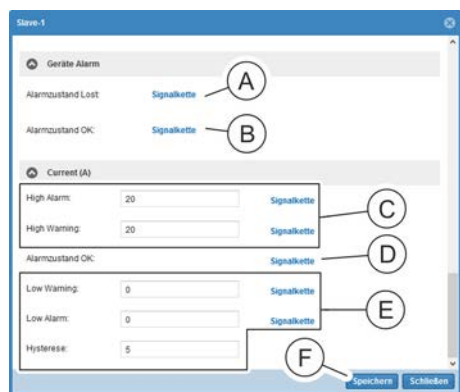 Slave-1
Geräte Alarm
Alarmzustand Lost: Signalkette A
Alarmzustand OK: Signalkette B
Current (A)
High Alarm: 20 Signalkette
C
High Warning: 20 Signalkette
Alarmzustand OK: Signalkette D
Low Warning: 0 Signalkette
E
Low Alarm: 0 Signalkette
Hysterese: 5
F
Speichern Schließen